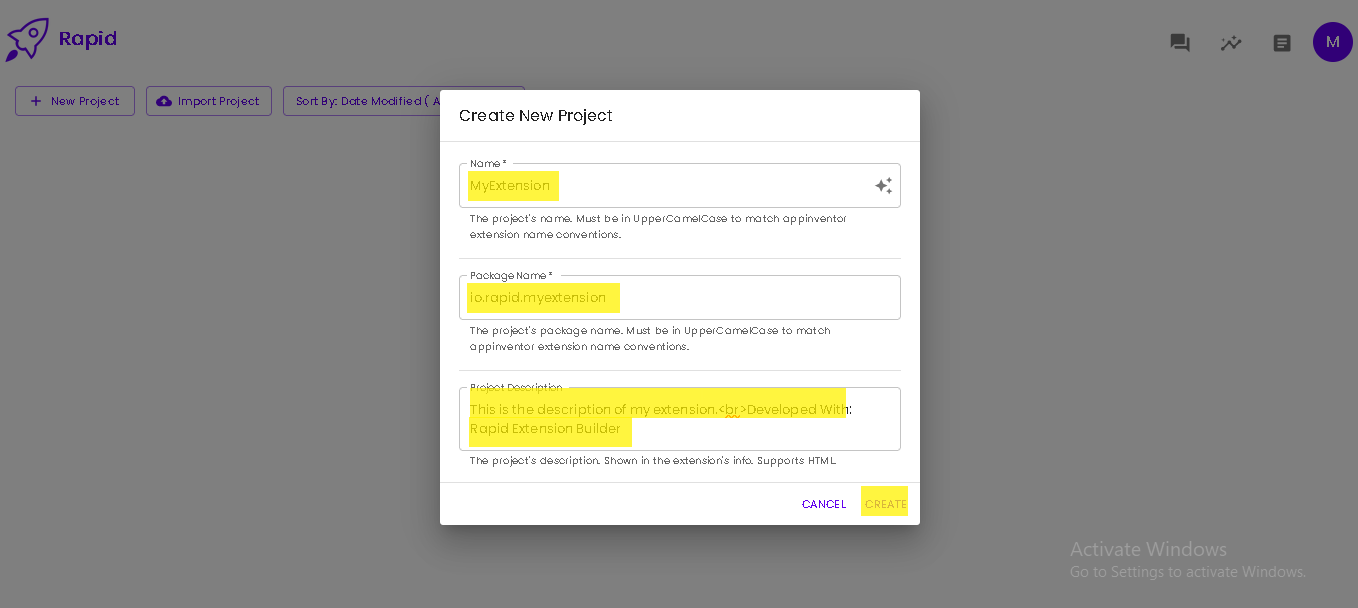 Rapid
M
New Project
Import Project
Sort By: Date Modified ( A
Create New Project
Name *
MyExtension
The project's name. Must be in UpperCamelCase to match appinventor
extension name conventions.
Package Name *
io.rapid.myextension
The project's package name. Must be in UpperCamelCase to match
appinventor extension name conventions.
Project Description
This is the description of my extension.<br>Developed With:
Rapid Extension Builder
The project's description. Shown in the extension's info. Supports HTML.
CANCEL
CREATE
Activate Windows
Go to Settings to activate Windows.